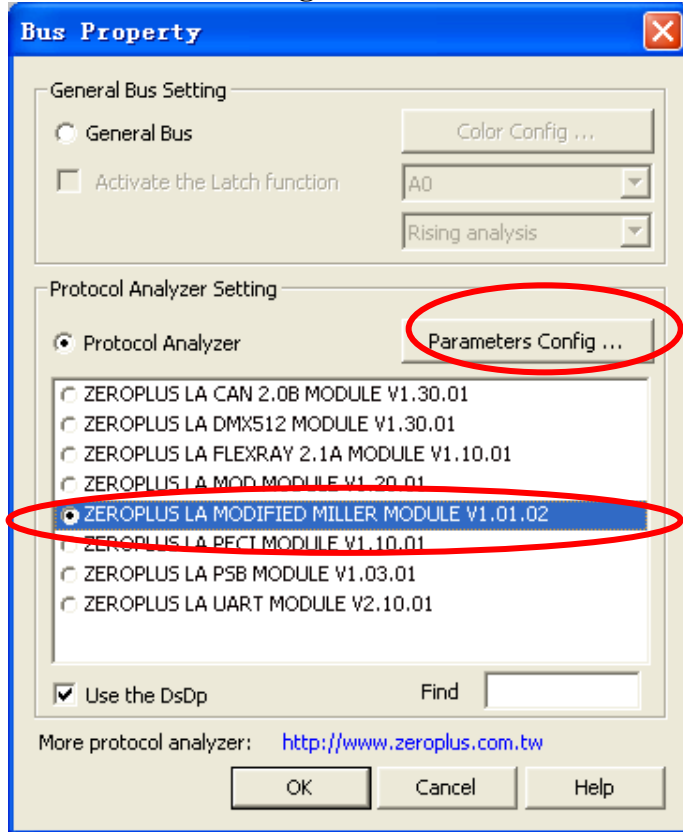 Bus Property
General Bus Setting
General Bus
Color Config ...
Activate the Latch function
A0
Rising analysis
Protocol Analyzer Setting
Protocol Analyzer
Parameters Config ...
ZEROPLUS LA CAN 2.0B MODULE V1.30.01
ZEROPLUS LA DMX512 MODULE V1.30.01
ZEROPLUS LA FLEXRAY 2.1A MODULE V1.10.01
ZEROPLUS LA MOD MODULE V1.20.01
ZEROPLUS LA MODIFIED MILLER MODULE V1.01.02
ZEROPLUS LA PECI MODULE V1.10.01
ZEROPLUS LA PSB MODULE V1.03.01
ZEROPLUS LA UART MODULE V2.10.01
Use the DsDp
Find
More protocol analyzer: http://www.zeroplus.com.tw
OK
Cancel
Help